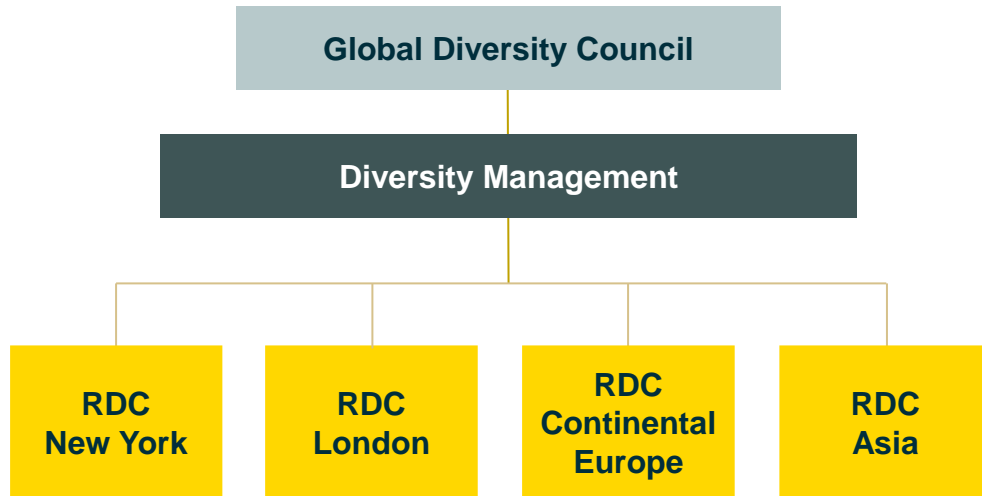 Global Diversity Council
Diversity Management
RDC
New York
RDC
London
RDC
Continental
Europe
RDC
Asia